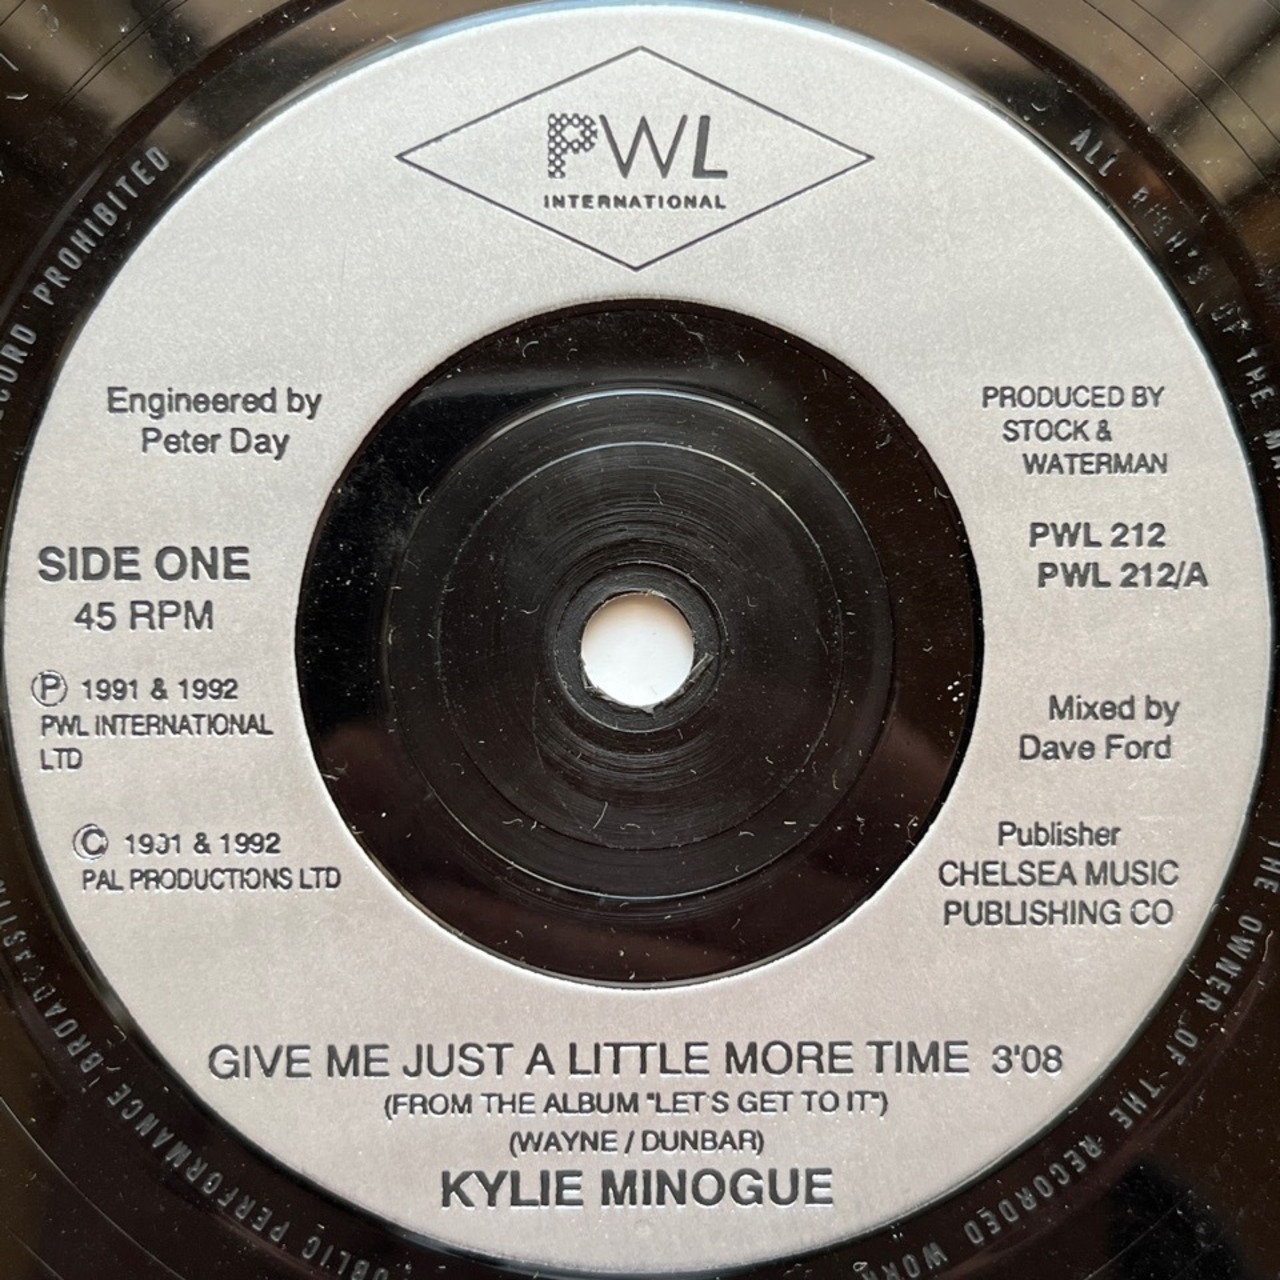 PWL
INTERNATIONAL
Engineered by
Peter Day
SIDE ONE
45 RPM
Ⓟ 1991 & 1992
PWL INTERNATIONAL
LTD
© 1991 & 1992
PAL PRODUCTIONS LTD
PRODUCED BY
STOCK &
WATERMAN
PWL 212
PWL 212/A
Mixed by
Dave Ford
Publisher
CHELSEA MUSIC
PUBLISHING CO
GIVE ME JUST A LITTLE MORE TIME 3'08
(FROM THE ALBUM "LET'S GET TO IT")
(WAYNE / DUNBAR)
KYLIE MINOGUE
ALL RIGHTS OF THE
THE OWNER OF THE RECORDED WORK
PERFORMANCE
RECORD PROHIBITED